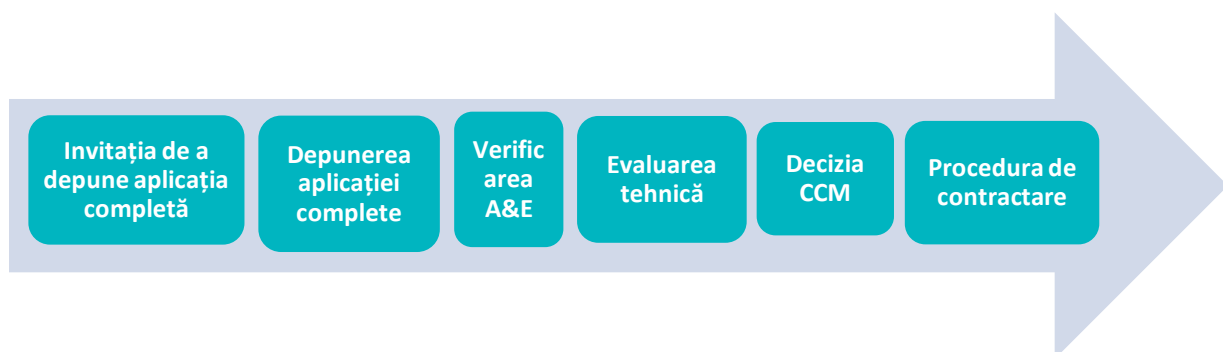 Invitația de a
depune aplicația
completă
Depunerea
aplicației
complete
Verific
area
A&E
Evaluarea
tehnică
Decizia
CCM
Procedura de
contractare